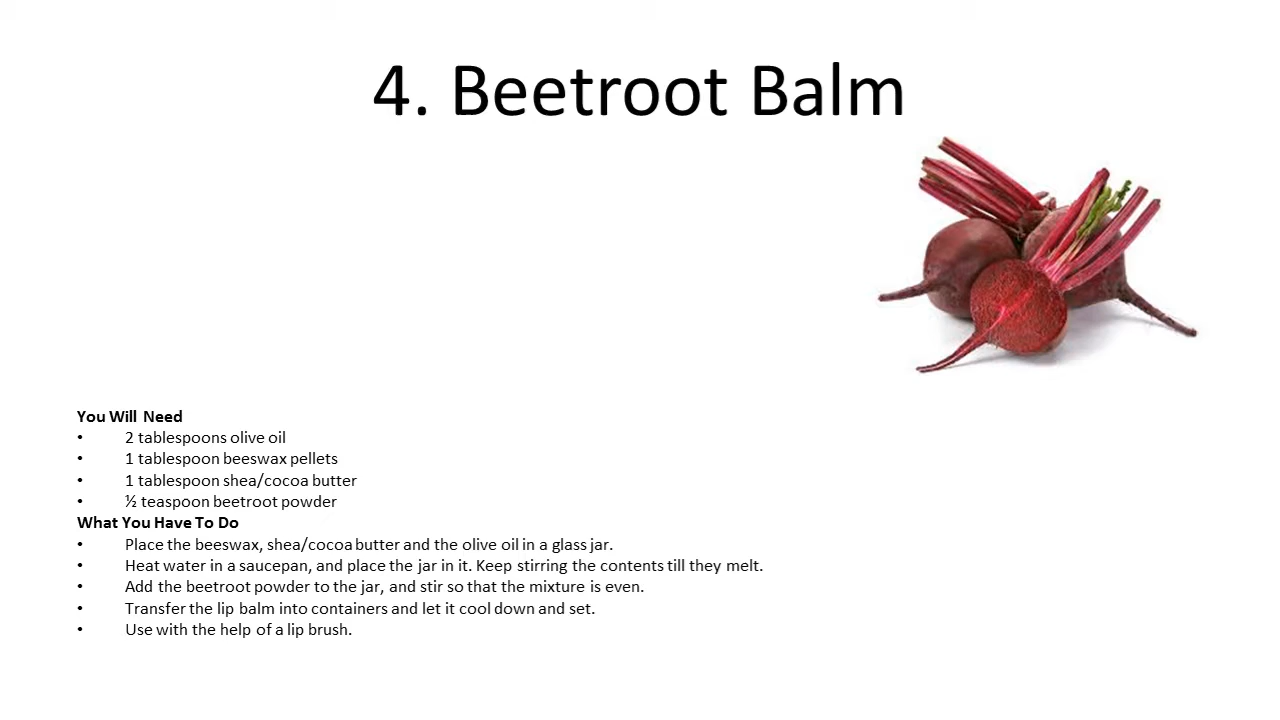 4. Beetroot Balm
You Will Need
• 2 tablespoons olive oil
• 1 tablespoon beeswax pellets
• 1 tablespoon shea/cocoa butter
• ½ teaspoon beetroot powder
What You Have To Do
• Place the beeswax, shea/cocoa butter and the olive oil in a glass jar.
• Heat water in a saucepan, and place the jar in it. Keep stirring the contents till they melt.
• Add the beetroot powder to the jar, and stir so that the mixture is even.
• Transfer the lip balm into containers and let it cool down and set.
• Use with the help of a lip brush.